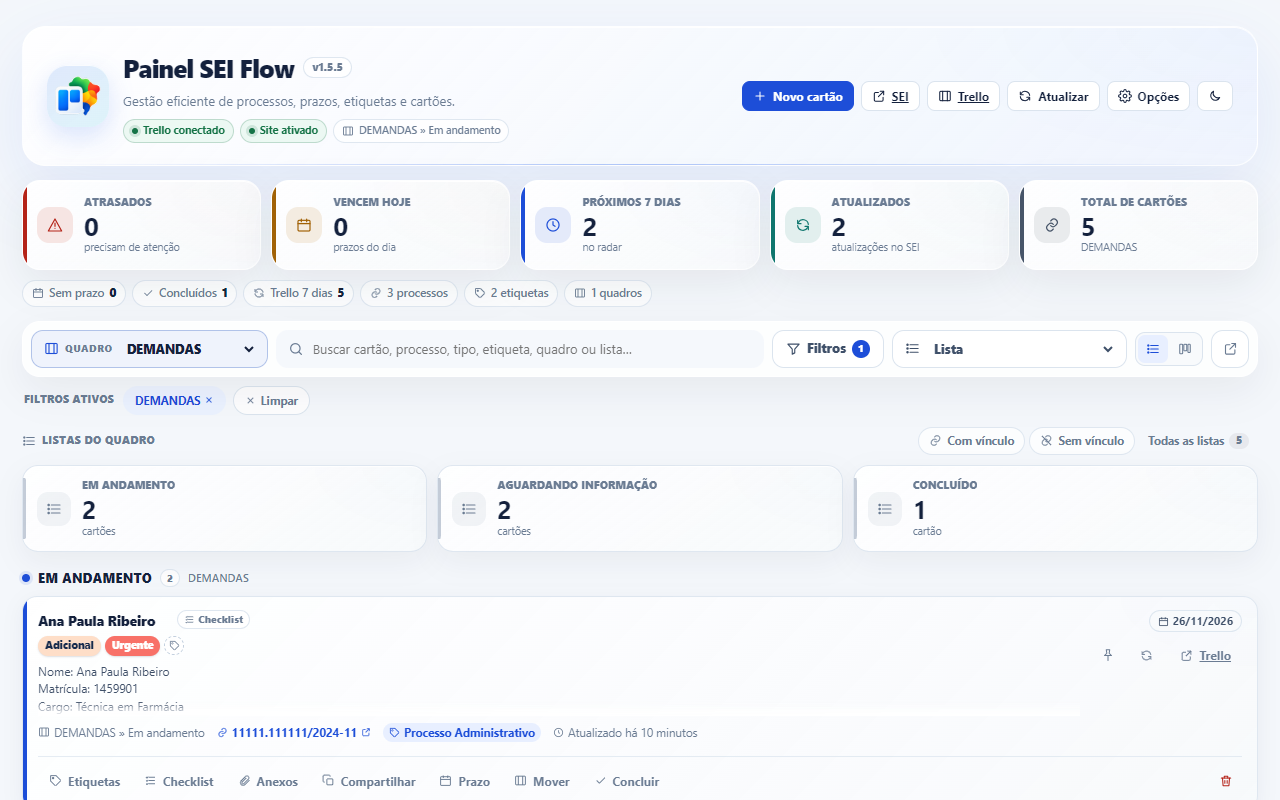 Painel SEI Flow v1.5.5
Gestão eficiente de processos, prazos, etiquetas e cartões.
Trello conectado Site ativado DEMANDAS » Em andamento
Novo cartão SEI Trello Atualizar Opções
ATRASADOS
0
precisam de atenção
VENCEM HOJE
0
prazos do dia
PRÓXIMOS 7 DIAS
2
no radar
ATUALIZADOS
2
atualizações no SEI
TOTAL DE CARTÕES
5
DEMANDAS
Sem prazo 0 Concluídos 1 Trello 7 dias 5 3 processos 2 etiquetas 1 quadros
QUADRO DEMANDAS Buscar cartão, processo, tipo, etiqueta, quadro ou lista... Filtros 1 Lista
FILTROS ATIVOS DEMANDAS × × Limpar
LISTAS DO QUADRO Com vínculo Sem vínculo Todas as listas 5
EM ANDAMENTO
2
cartões
AGUARDANDO INFORMAÇÃO
2
cartões
CONCLUÍDO
1
cartão
EM ANDAMENTO 2 DEMANDAS
Ana Paula Ribeiro Checklist 26/11/2026
Adicional Urgente
Trello
Nome: Ana Paula Ribeiro
Matrícula: 1459901
Cargo: Técnica em Farmácia
DEMANDAS » Em andamento 11111.111111/2024-11 Processo Administrativo Atualizado há 10 minutos
Etiquetas Checklist Anexos Compartilhar Prazo Mover Concluir